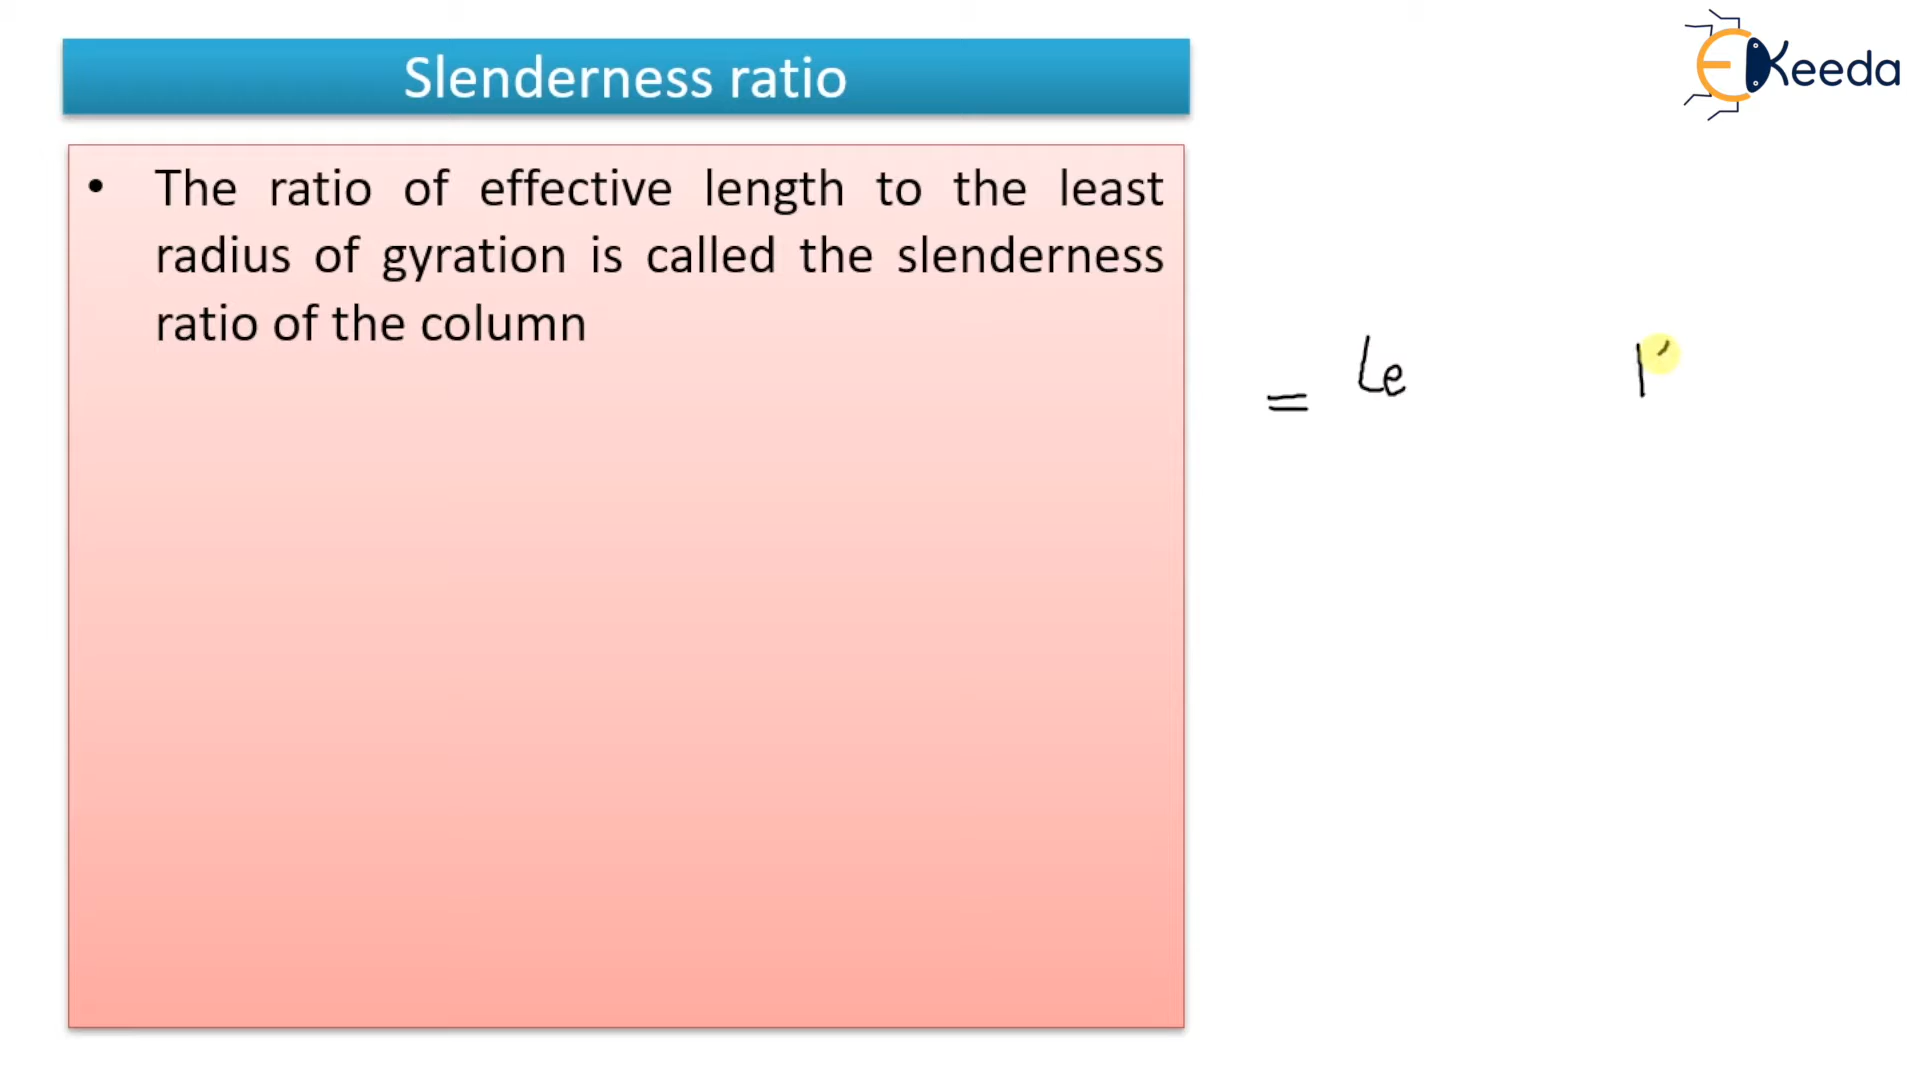 Slenderness ratio
EKeeda
• The ratio of effective length to the least
radius of gyration is called the slenderness
ratio of the column
= Le